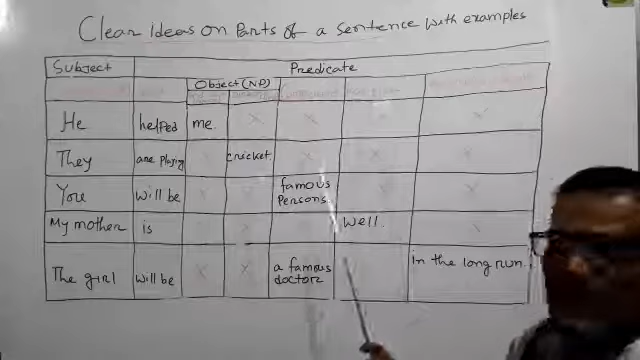 Clear ideas on Parts of a sentence with examples
Subject Predicate
Object (NP)
He helped me. x x x x
They are playing x cricket. x x x
You will be x x famous Persons. x x
My mother is x x x well. x
The girl will be x x a famous doctor in the long run.